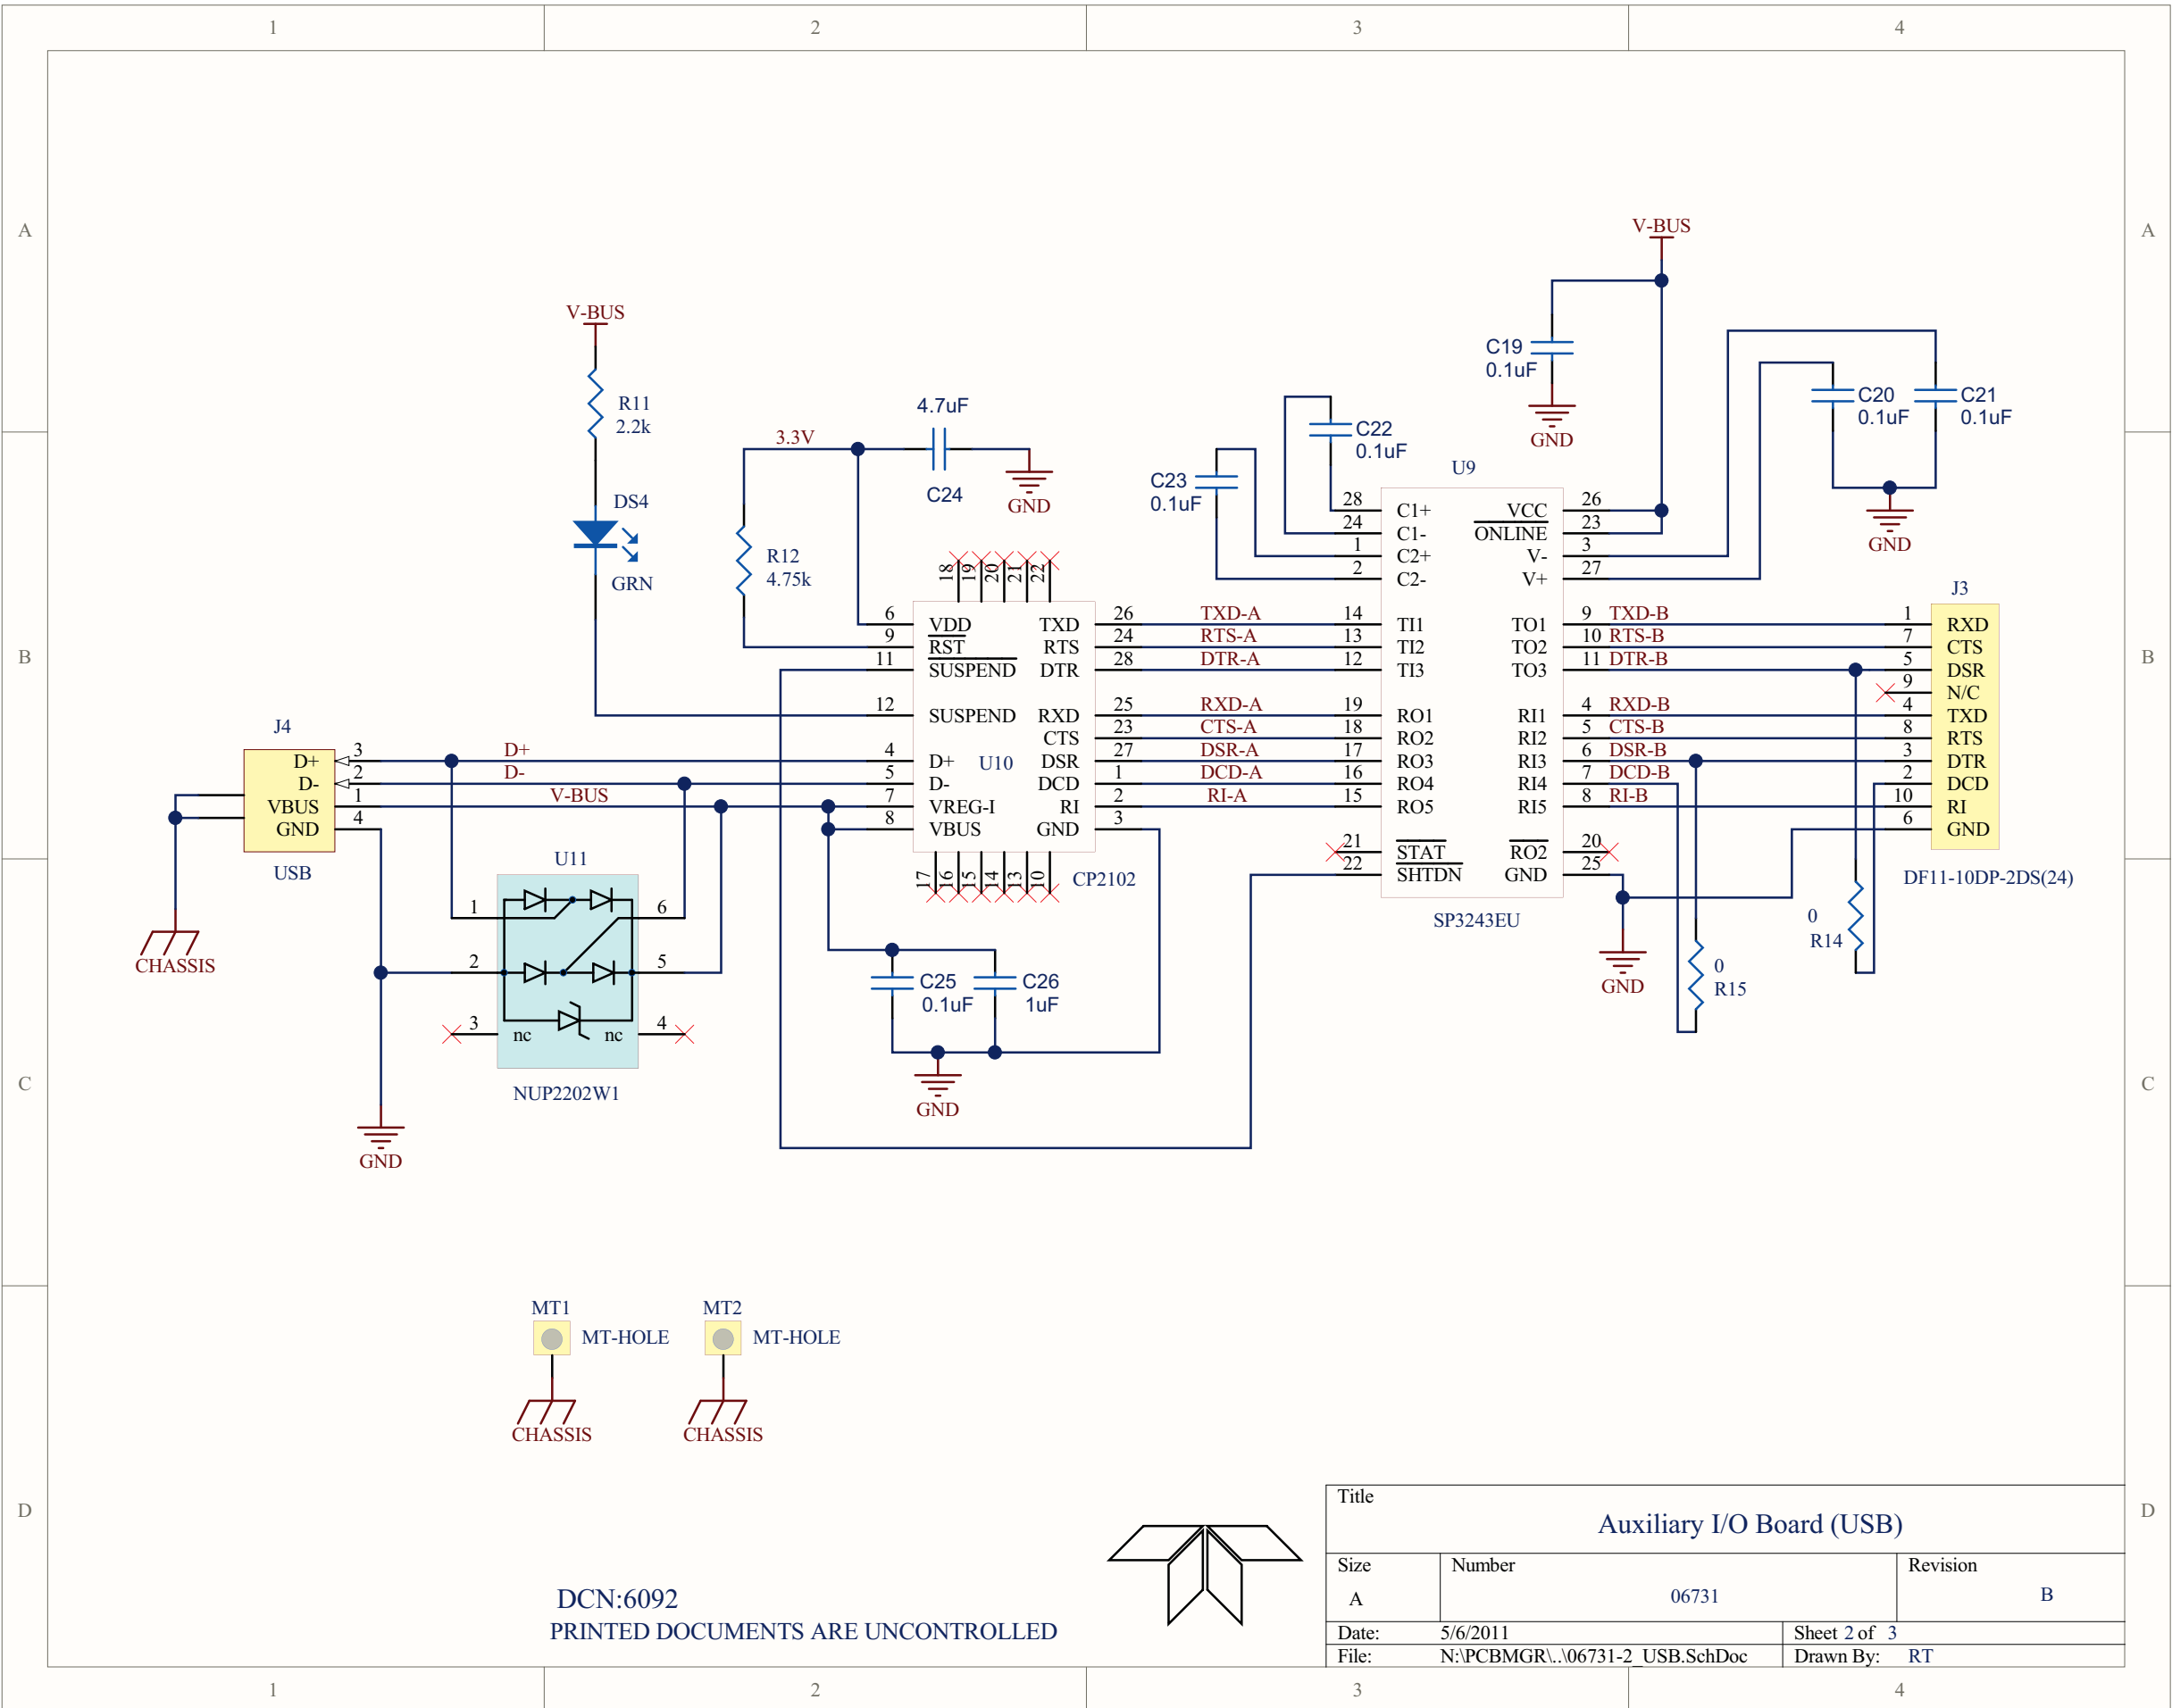 1 2 3 4
A A
V-BUS
V-BUS
C19
0.1uF
GND
C20
0.1uF
C21
0.1uF
GND
R11
2.2k
4.7uF
3.3V
C24
GND
C22
0.1uF
C23
0.1uF
DS4
GRN
R12
4.75k
B B
U9
28 C1+ VCC 26
24 C1- ONLINE 23
1 C2+ V- 3
2 C2- V+ 27
14 TI1 TO1 9 TXD-B
13 TI2 TO2 10 RTS-B
12 TI3 TO3 11 DTR-B
19 RO1 RI1 4 RXD-B
18 RO2 RI2 5 CTS-B
17 RO3 RI3 6 DSR-B
16 RO4 RI4 7 DCD-B
15 RO5 RI5 8 RI-B
21 STAT RO2 20
22 SHTDN GND 25
SP3243EU
GND
J3
1 RXD
7 CTS
5 DSR
9 N/C
4 TXD
8 RTS
3 DTR
2 DCD
10 RI
6 GND
DF11-10DP-2DS(24)
0
R14
0
R15
18 19 20 21 22
6 VDD TXD 26 TXD-A
9 RST RTS 24 RTS-A
11 SUSPEND DTR 28 DTR-A
12 SUSPEND RXD 25 RXD-A
CTS 23 CTS-A
4 D+ U10 DSR 27 DSR-A
5 D- DCD 1 DCD-A
7 VREG-I RI 2 RI-A
8 VBUS GND 3
17 16 15 14 13 10
CP2102
J4
D+ 3 D+
D- 2 D-
VBUS 1 V-BUS
GND 4
USB
CHASSIS
U11
1 6
2 5
3 nc nc 4
NUP2202W1
GND
C25
0.1uF
C26
1uF
GND
C C
MT1
MT-HOLE
CHASSIS
MT2
MT-HOLE
CHASSIS
D D
DCN:6092
PRINTED DOCUMENTS ARE UNCONTROLLED
Title
Auxiliary I/O Board (USB)
Size Number Revision
A 06731 B
Date: 5/6/2011 Sheet 2 of 3
File: N:\PCBMGR\..\06731-2_USB.SchDoc Drawn By: RT
1 2 3 4